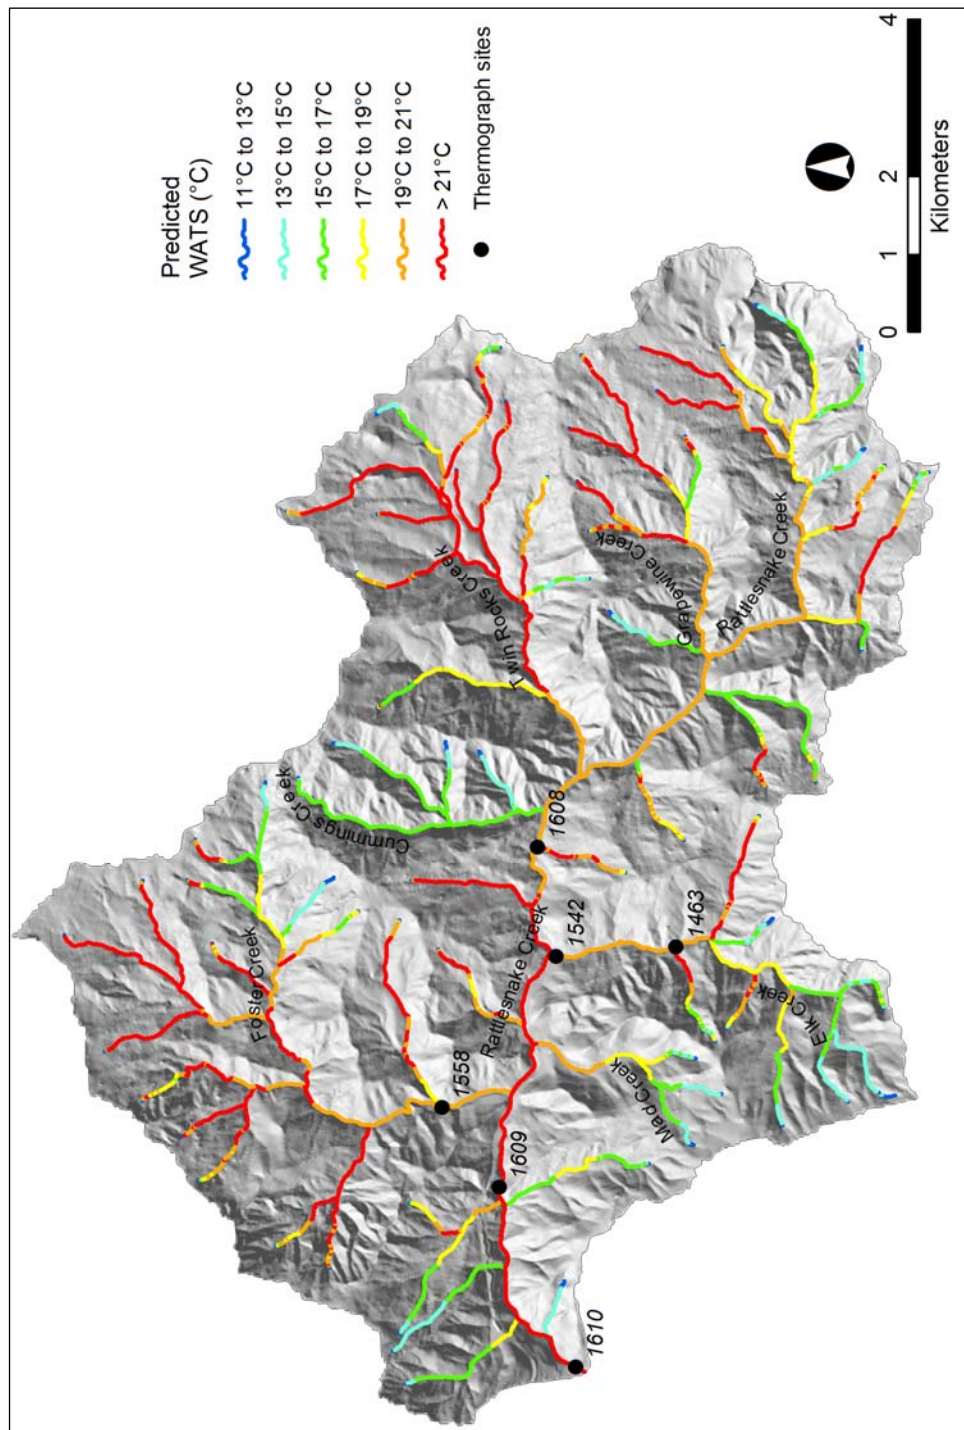 Predicted
WATS (°C)
11°C to 13°C
13°C to 15°C
15°C to 17°C
17°C to 19°C
19°C to 21°C
> 21°C
Thermograph sites
0 1 2 4
Kilometers
Foster Creek
Cummings Creek
Twin Rocks Creek
Grapewine Creek
Rattlesnake Creek
Rattlesnake Creek
Mad Creek
Elk Creek
1558
1609
1610
1608
1542
1463